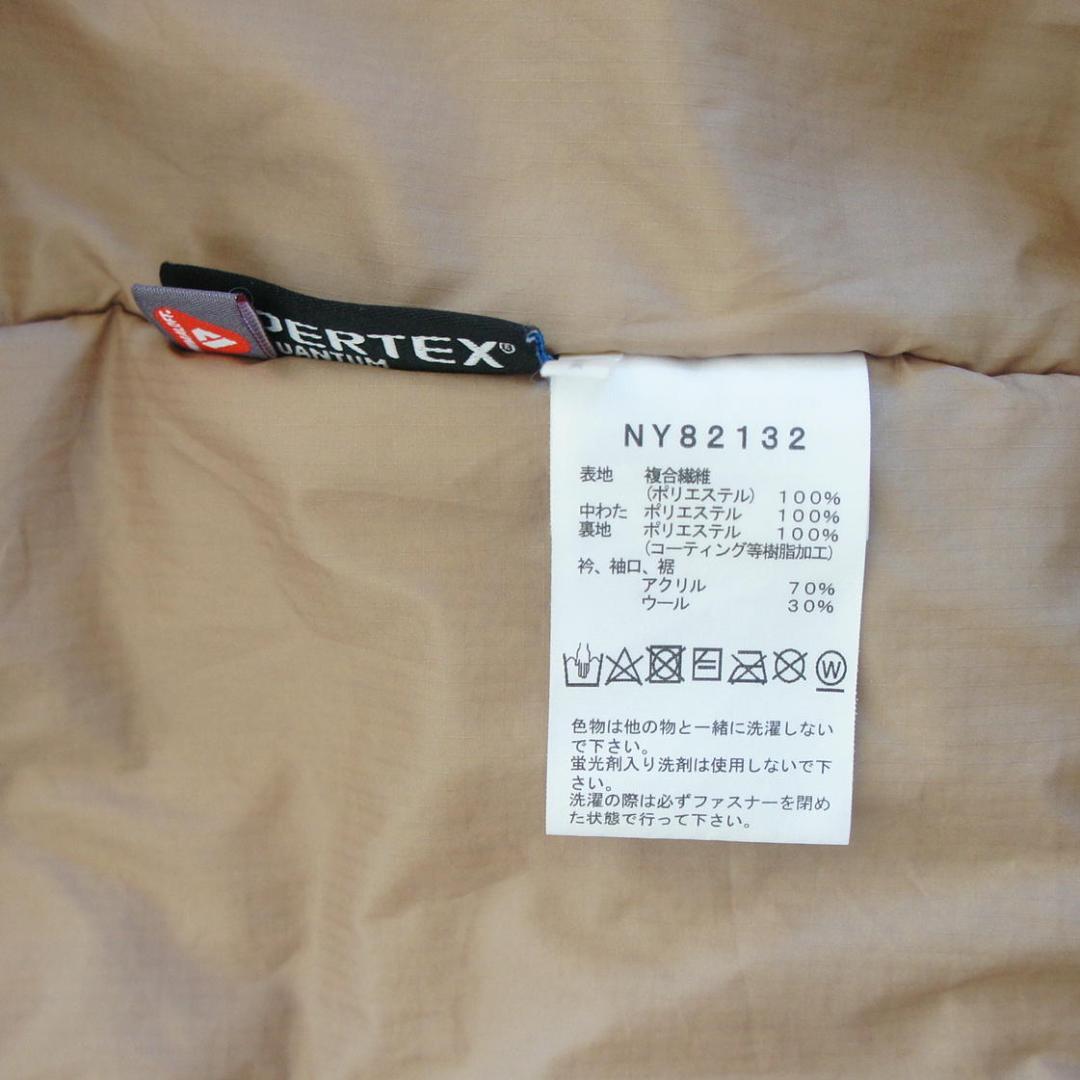 PERTEX®
QUANTUM
NY82132
表地 複合繊維
(ポリエステル) 100%
中わた ポリエステル 100%
裏地 ポリエステル 100%
(コーティング等樹脂加工)
衿、袖口、裾
アクリル 70%
ウール 30%
W
色物は他の物と一緒に洗濯しない
で下さい。
蛍光剤入り洗剤は使用しないで下
さい。
洗濯の際は必ずファスナーを閉め
た状態で行って下さい。